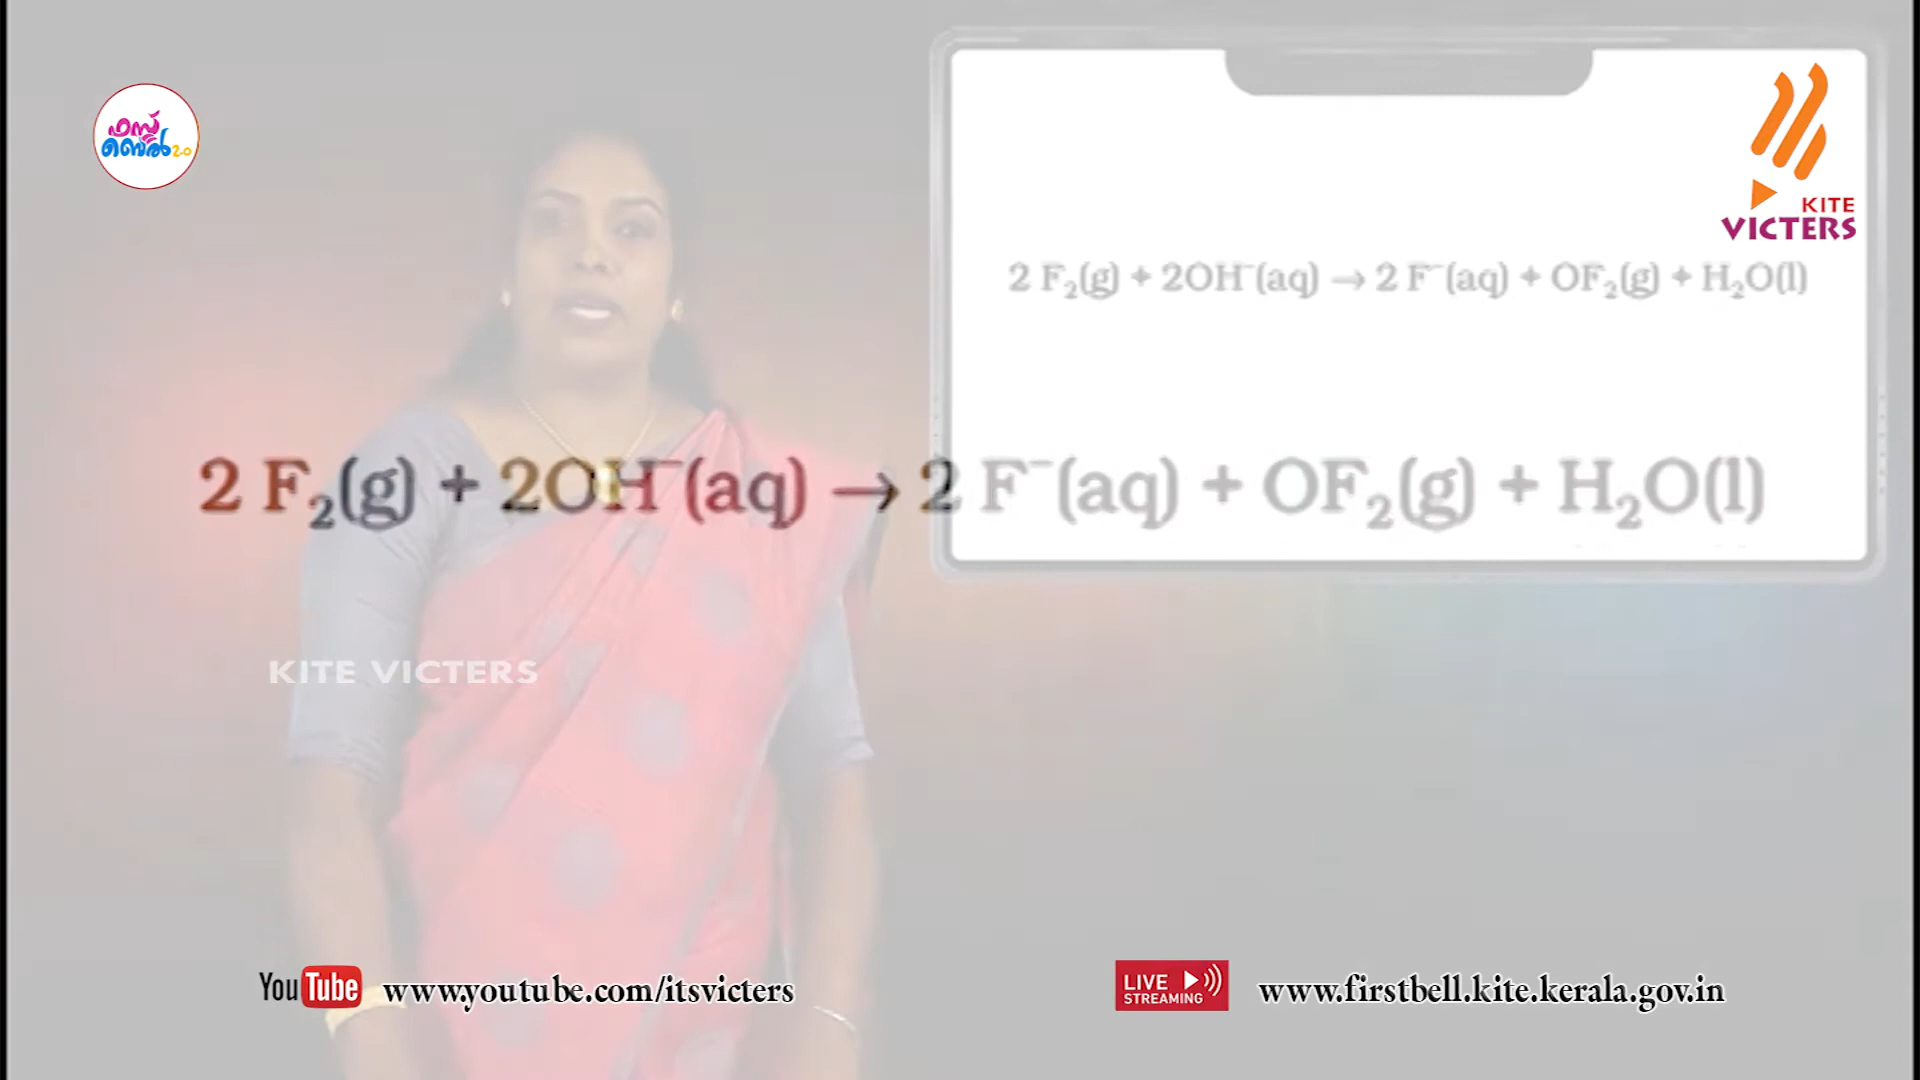 ഫസ്റ്റ്
ബെൽ 2.0
KITE
VICTERS
2 F₂(g) + 2OH⁻(aq) → 2 F⁻(aq) + OF₂(g) + H₂O(l)
2 F₂(g) + 2OH⁻(aq) → 2 F⁻(aq) + OF₂(g) + H₂O(l)
KITE VICTERS
YouTube www.youtube.com/itsvicters
LIVE STREAMING www.firstbell.kite.kerala.gov.in